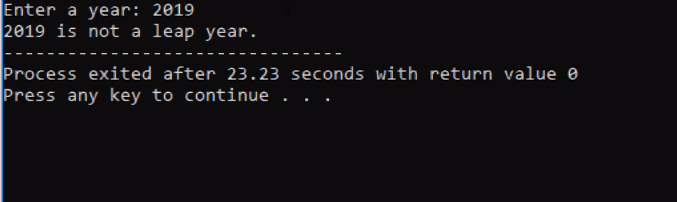 Enter a year: 2019
2019 is not a leap year.
--------------------------------
Process exited after 23.23 seconds with return value 0
Press any key to continue . . .